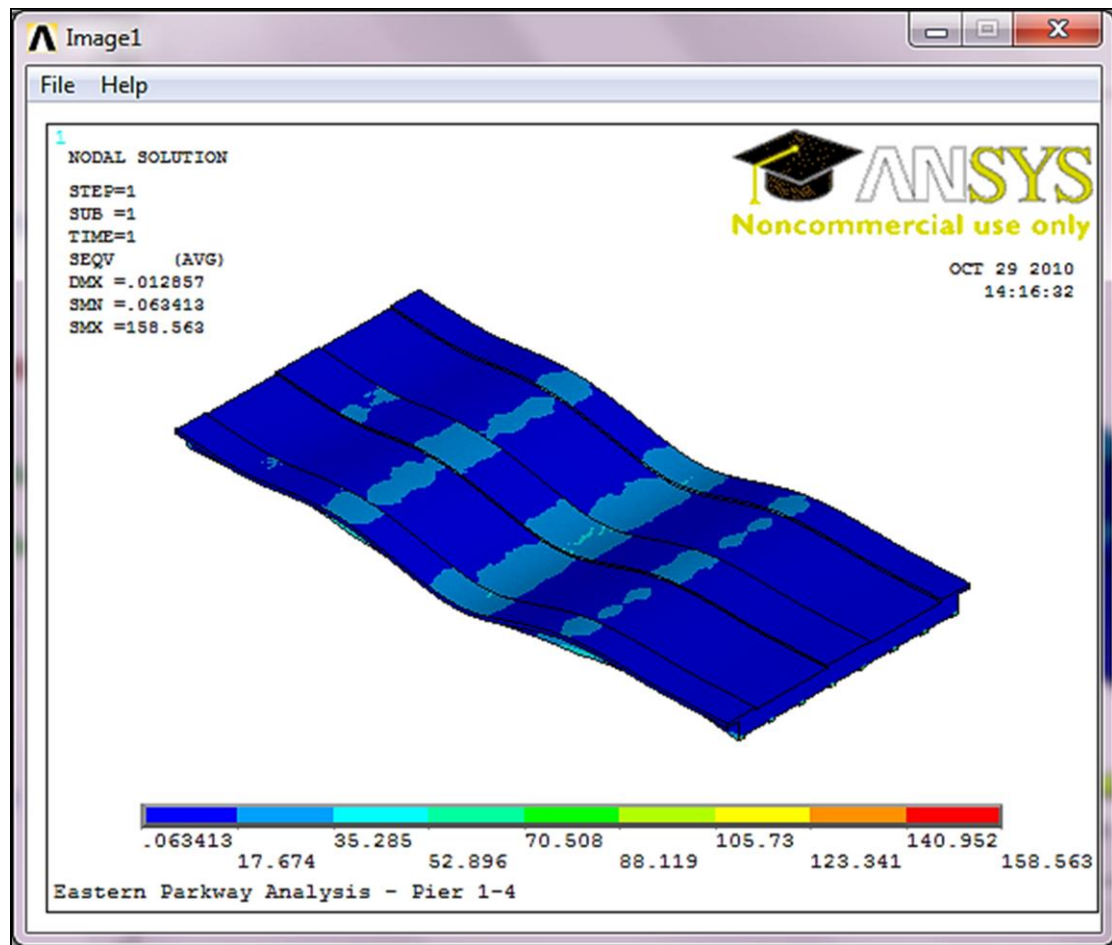 Image1
File Help
1
NODAL SOLUTION
STEP=1
SUB =1
TIME=1
SEQV (AVG)
DMX =.012857
SMN =.063413
SMX =158.563
ANSYS
Noncommercial use only
OCT 29 2010
14:16:32
.063413 35.285 70.508 105.73 140.952
17.674 52.896 88.119 123.341 158.563
Eastern Parkway Analysis - Pier 1-4